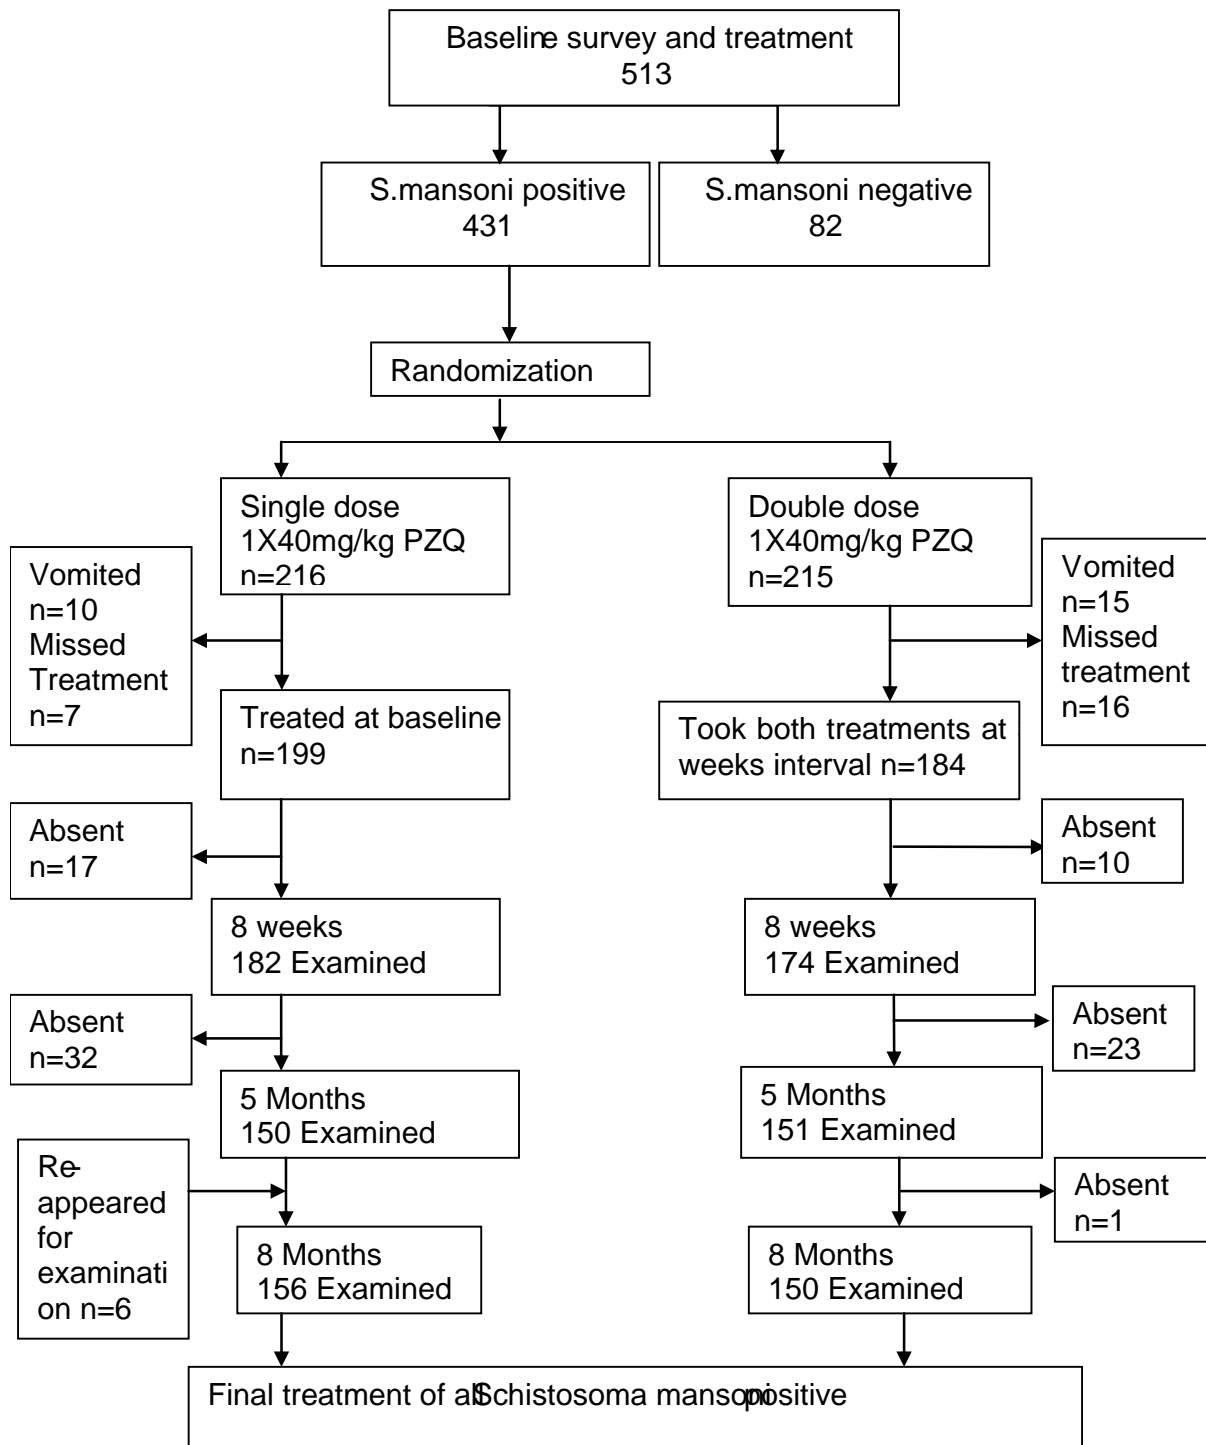 Baseline survey and treatment
513
S.mansoni positive
431
S.mansoni negative
82
Randomization
Single dose
1X40mg/kg PZQ
n=216
Double dose
1X40mg/kg PZQ
n=215
Vomited
n=10
Missed
Treatment
n=7
Vomited
n=15
Missed
treatment
n=16
Treated at baseline
n=199
Took both treatments at
weeks interval n=184
Absent
n=17
Absent
n=10
8 weeks
182 Examined
8 weeks
174 Examined
Absent
n=32
Absent
n=23
5 Months
150 Examined
5 Months
151 Examined
Re-
appeared
for
examinati
on n=6
Absent
n=1
8 Months
156 Examined
8 Months
150 Examined
Final treatment of all Schistosoma mansoni positive